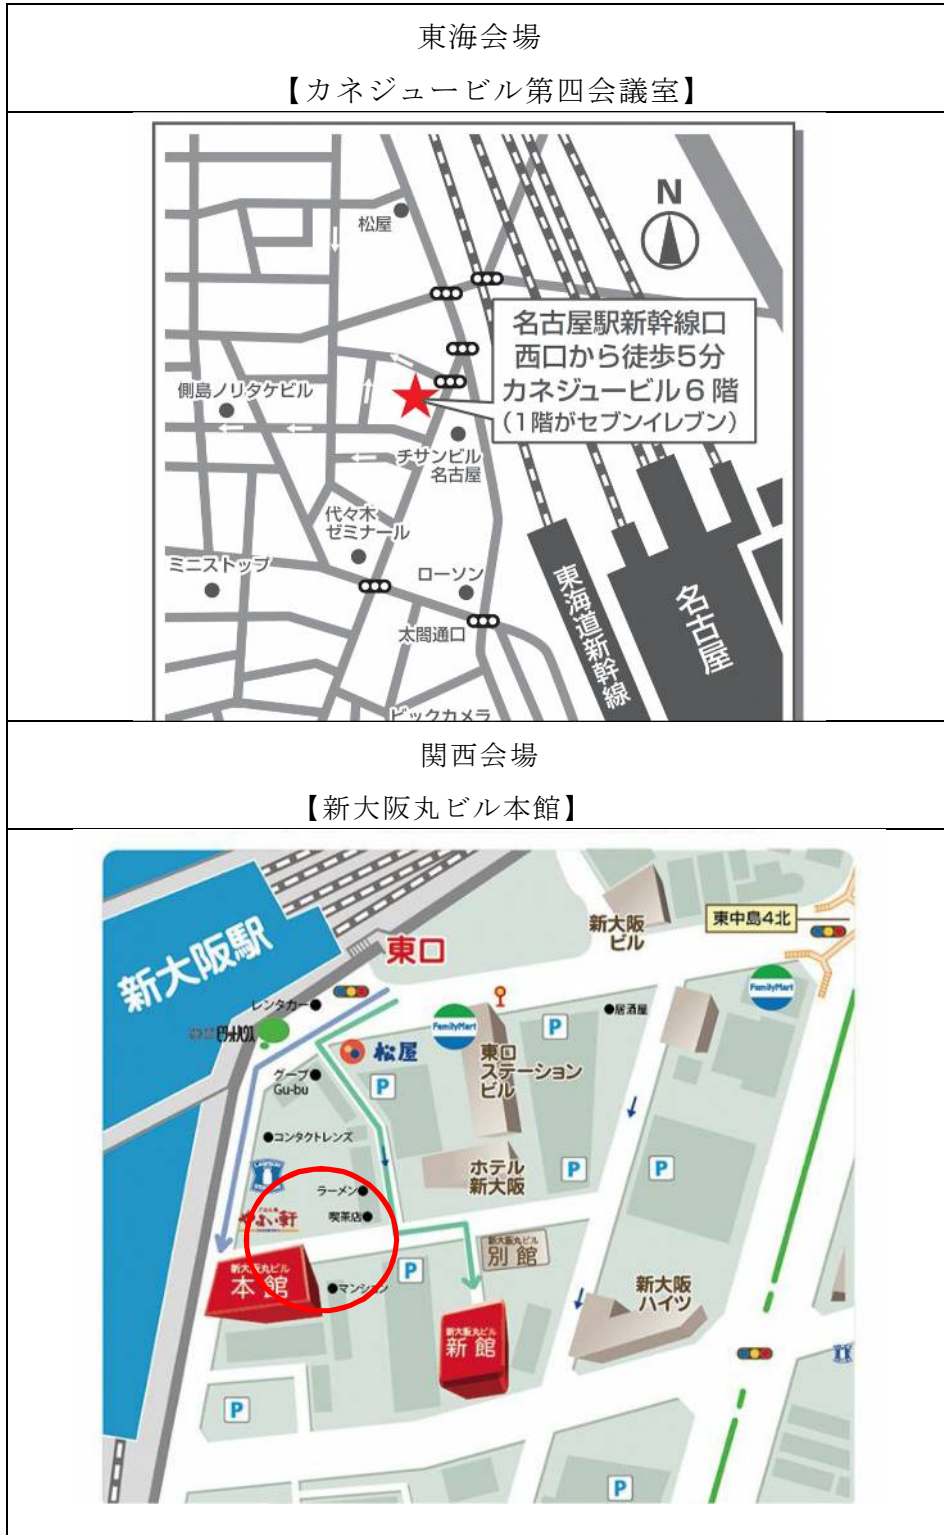 東海会場
【カネジュービル第四会議室】
N
松屋
名古屋駅新幹線口
西口から徒歩5分
カネジュービル6階
(1階がセブンイレブン)
側島ノリタケビル
チサンビル
名古屋
代々木
ゼミナール
ミニストップ
ローソン
東海道新幹線
名古屋
太閤通口
ビックカメラ
関西会場
【新大阪丸ビル本館】
新大阪駅
東口
新大阪
ビル
東中島4北
レンタカー
FamilyMart
FamilyMart
居酒屋
P
松屋
東口
ステーション
ビル
グーブ
Gu-bu
P
コンタクトレンズ
ホテル
新大阪
P
P
ラーメン
喫茶店
やよい軒
新大阪丸ビル
別館
新大阪丸ビル
本館
P
マンション
新大阪
ハイツ
新大阪丸ビル
新館
P
P